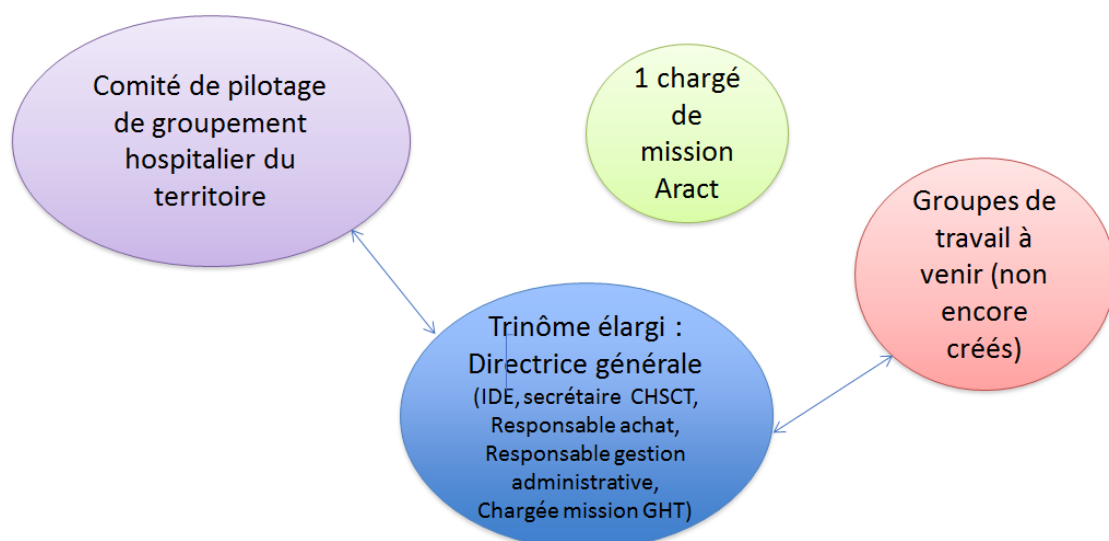 Comité de pilotage
de groupement
hospitalier du
territoire
1 chargé
de
mission
Aract
Groupes de
travail à
venir (non
encore
créés)
Trinôme élargi :
Directrice générale
(IDE, secrétaire CHSCT,
Responsable achat,
Responsable gestion
administrative,
Chargée mission GHT)